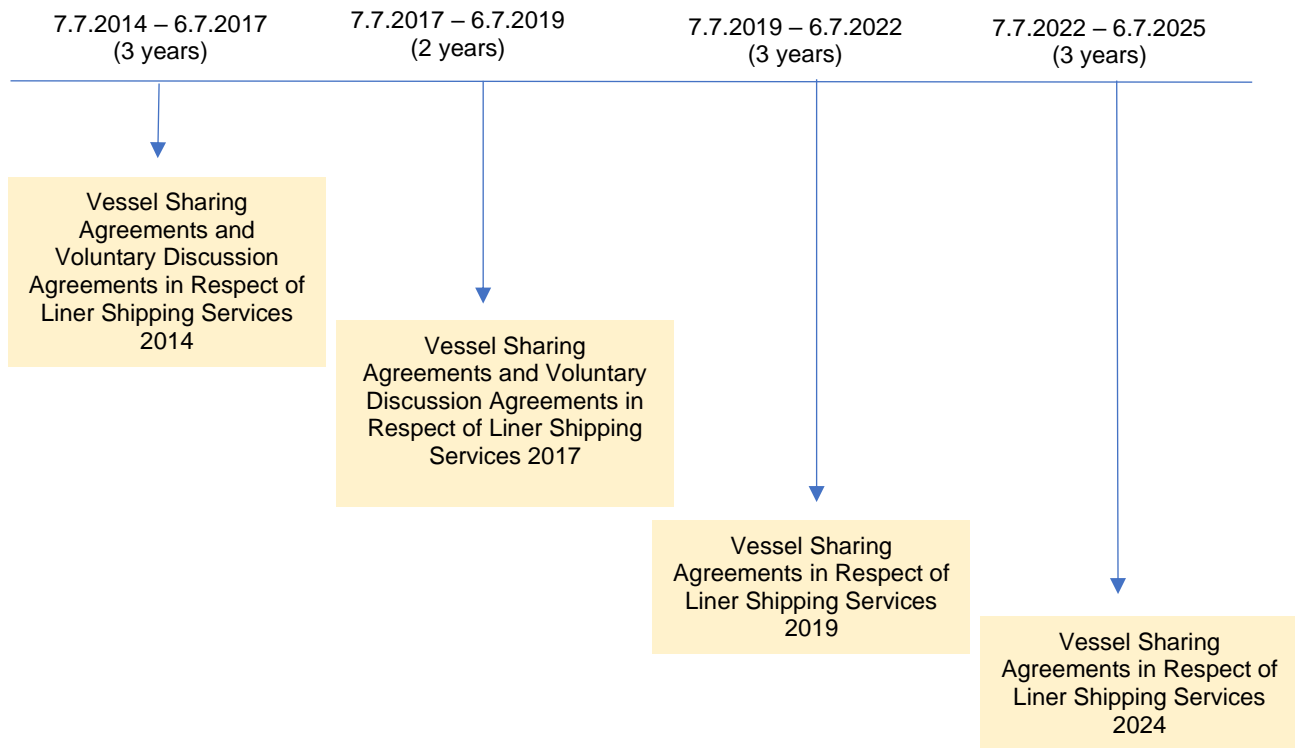 7.7.2014 – 6.7.2017
(3 years)
7.7.2017 – 6.7.2019
(2 years)
7.7.2019 – 6.7.2022
(3 years)
7.7.2022 – 6.7.2025
(3 years)
Vessel Sharing
Agreements and
Voluntary Discussion
Agreements in Respect of
Liner Shipping Services
2014
Vessel Sharing
Agreements and Voluntary
Discussion Agreements in
Respect of Liner Shipping
Services 2017
Vessel Sharing
Agreements in Respect of
Liner Shipping Services
2019
Vessel Sharing
Agreements in Respect of
Liner Shipping Services
2024